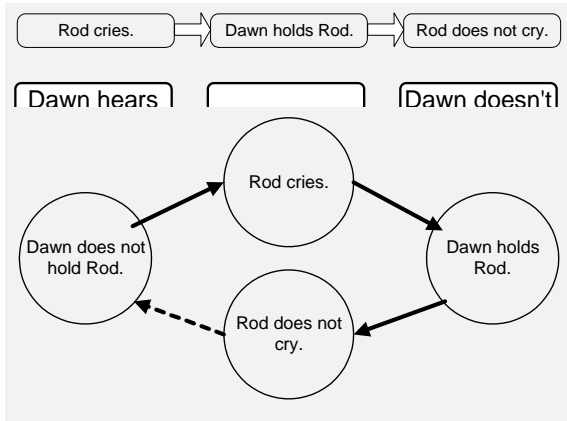 Rod cries.
Dawn holds Rod.
Rod does not cry.
Dawn hears
Dawn doesn't
Rod cries.
Dawn does not
hold Rod.
Dawn holds
Rod.
Rod does not
cry.